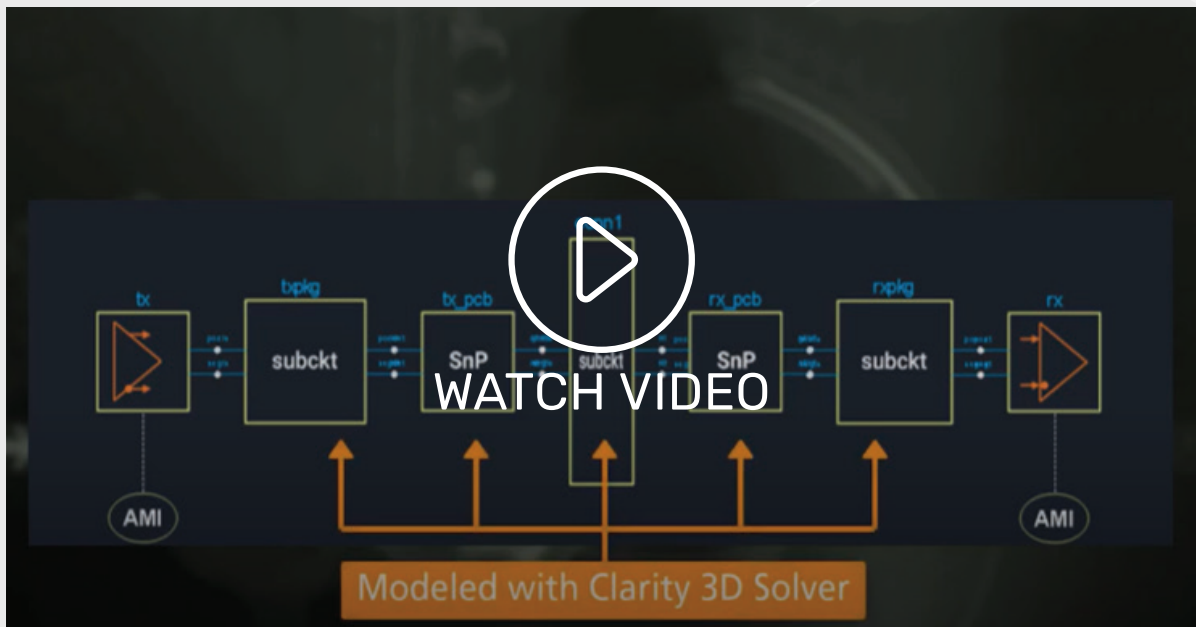 tx
txpkg
tx_pcb
rx_pcb
rxpkg
rx
subckt
SnP
subckt
SnP
subckt
WATCH VIDEO
AMI
AMI
Modeled with Clarity 3D Solver